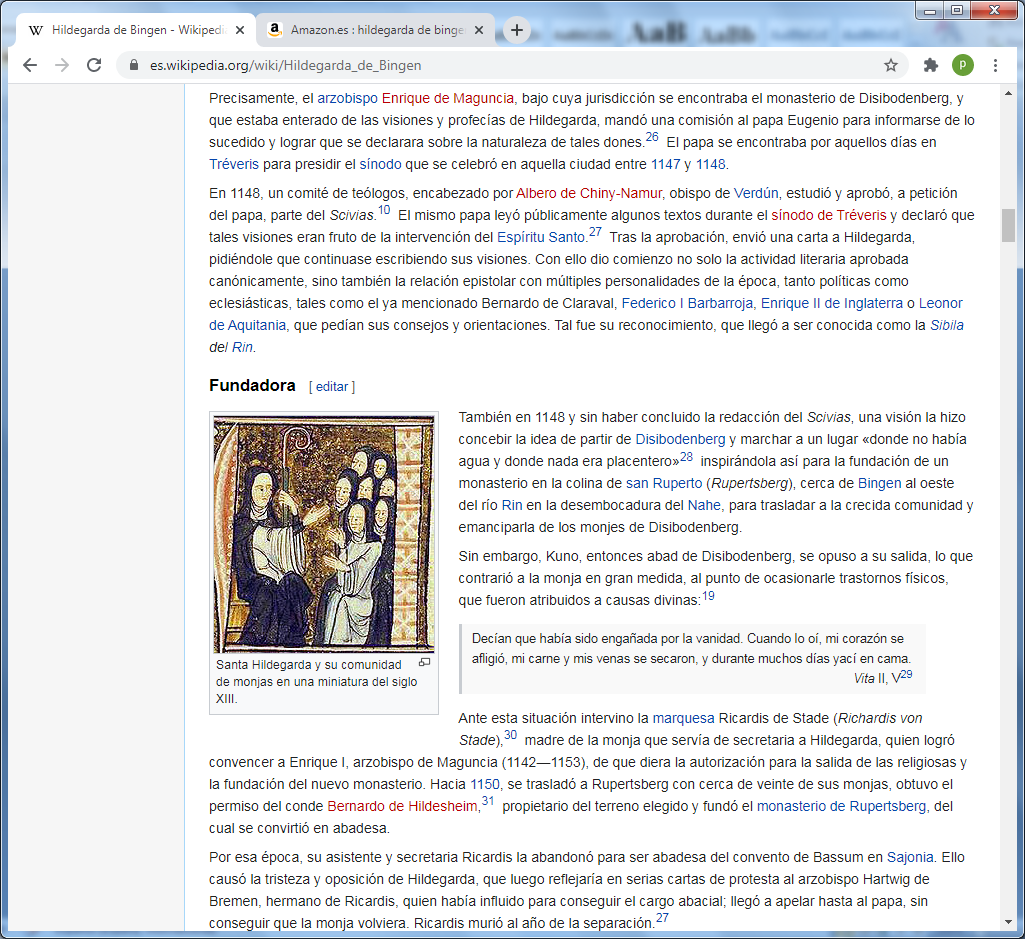 Hildegarda de Bingen - Wikiped
Amazon.es : hildegarda de binge
es.wikipedia.org/wiki/Hildegarda_de_Bingen
P
Precisamente, el arzobispo Enrique de Maguncia, bajo cuya jurisdicción se encontraba el monasterio de Disibodenberg, y
que estaba enterado de las visiones y profecías de Hildegarda, mandó una comisión al papa Eugenio para informarse de lo
sucedido y lograr que se declarara sobre la naturaleza de tales dones.26 El papa se encontraba por aquellos días en
Tréveris para presidir el sínodo que se celebró en aquella ciudad entre 1147 y 1148.
En 1148, un comité de teólogos, encabezado por Albero de Chiny-Namur, obispo de Verdún, estudió y aprobó, a petición
del papa, parte del Scivias.10 El mismo papa leyó públicamente algunos textos durante el sínodo de Tréveris y declaró que
tales visiones eran fruto de la intervención del Espíritu Santo.27 Tras la aprobación, envió una carta a Hildegarda,
pidiéndole que continuase escribiendo sus visiones. Con ello dio comienzo no solo la actividad literaria aprobada
canónicamente, sino también la relación epistolar con múltiples personalidades de la época, tanto políticas como
eclesiásticas, tales como el ya mencionado Bernardo de Claraval, Federico I Barbarroja, Enrique II de Inglaterra o Leonor
de Aquitania, que pedían sus consejos y orientaciones. Tal fue su reconocimiento, que llegó a ser conocida como la Sibila
del Rin.
Fundadora [ editar ]
También en 1148 y sin haber concluido la redacción del Scivias, una visión la hizo
concebir la idea de partir de Disibodenberg y marchar a un lugar «donde no había
agua y donde nada era placentero»28 inspirándola así para la fundación de un
monasterio en la colina de san Ruperto (Rupertsberg), cerca de Bingen al oeste
del río Rin en la desembocadura del Nahe, para trasladar a la crecida comunidad y
emanciparla de los monjes de Disibodenberg.
Sin embargo, Kuno, entonces abad de Disibodenberg, se opuso a su salida, lo que
contrarió a la monja en gran medida, al punto de ocasionarle trastornos físicos,
que fueron atribuidos a causas divinas:19
Decían que había sido engañada por la vanidad. Cuando lo oí, mi corazón se
afligió, mi carne y mis venas se secaron, y durante muchos días yací en cama.
Vita II, V29
Santa Hildegarda y su comunidad
de monjas en una miniatura del siglo
XIII.
Ante esta situación intervino la marquesa Ricardis de Stade (Richardis von
Stade),30 madre de la monja que servía de secretaria a Hildegarda, quien logró
convencer a Enrique I, arzobispo de Maguncia (1142—1153), de que diera la autorización para la salida de las religiosas y
la fundación del nuevo monasterio. Hacia 1150, se trasladó a Rupertsberg con cerca de veinte de sus monjas, obtuvo el
permiso del conde Bernardo de Hildesheim,31 propietario del terreno elegido y fundó el monasterio de Rupertsberg, del
cual se convirtió en abadesa.
Por esa época, su asistente y secretaria Ricardis la abandonó para ser abadesa del convento de Bassum en Sajonia. Ello
causó la tristeza y oposición de Hildegarda, que luego reflejaría en serias cartas de protesta al arzobispo Hartwig de
Bremen, hermano de Ricardis, quien había influido para conseguir el cargo abacial; llegó a apelar hasta al papa, sin
conseguir que la monja volviera. Ricardis murió al año de la separación.27